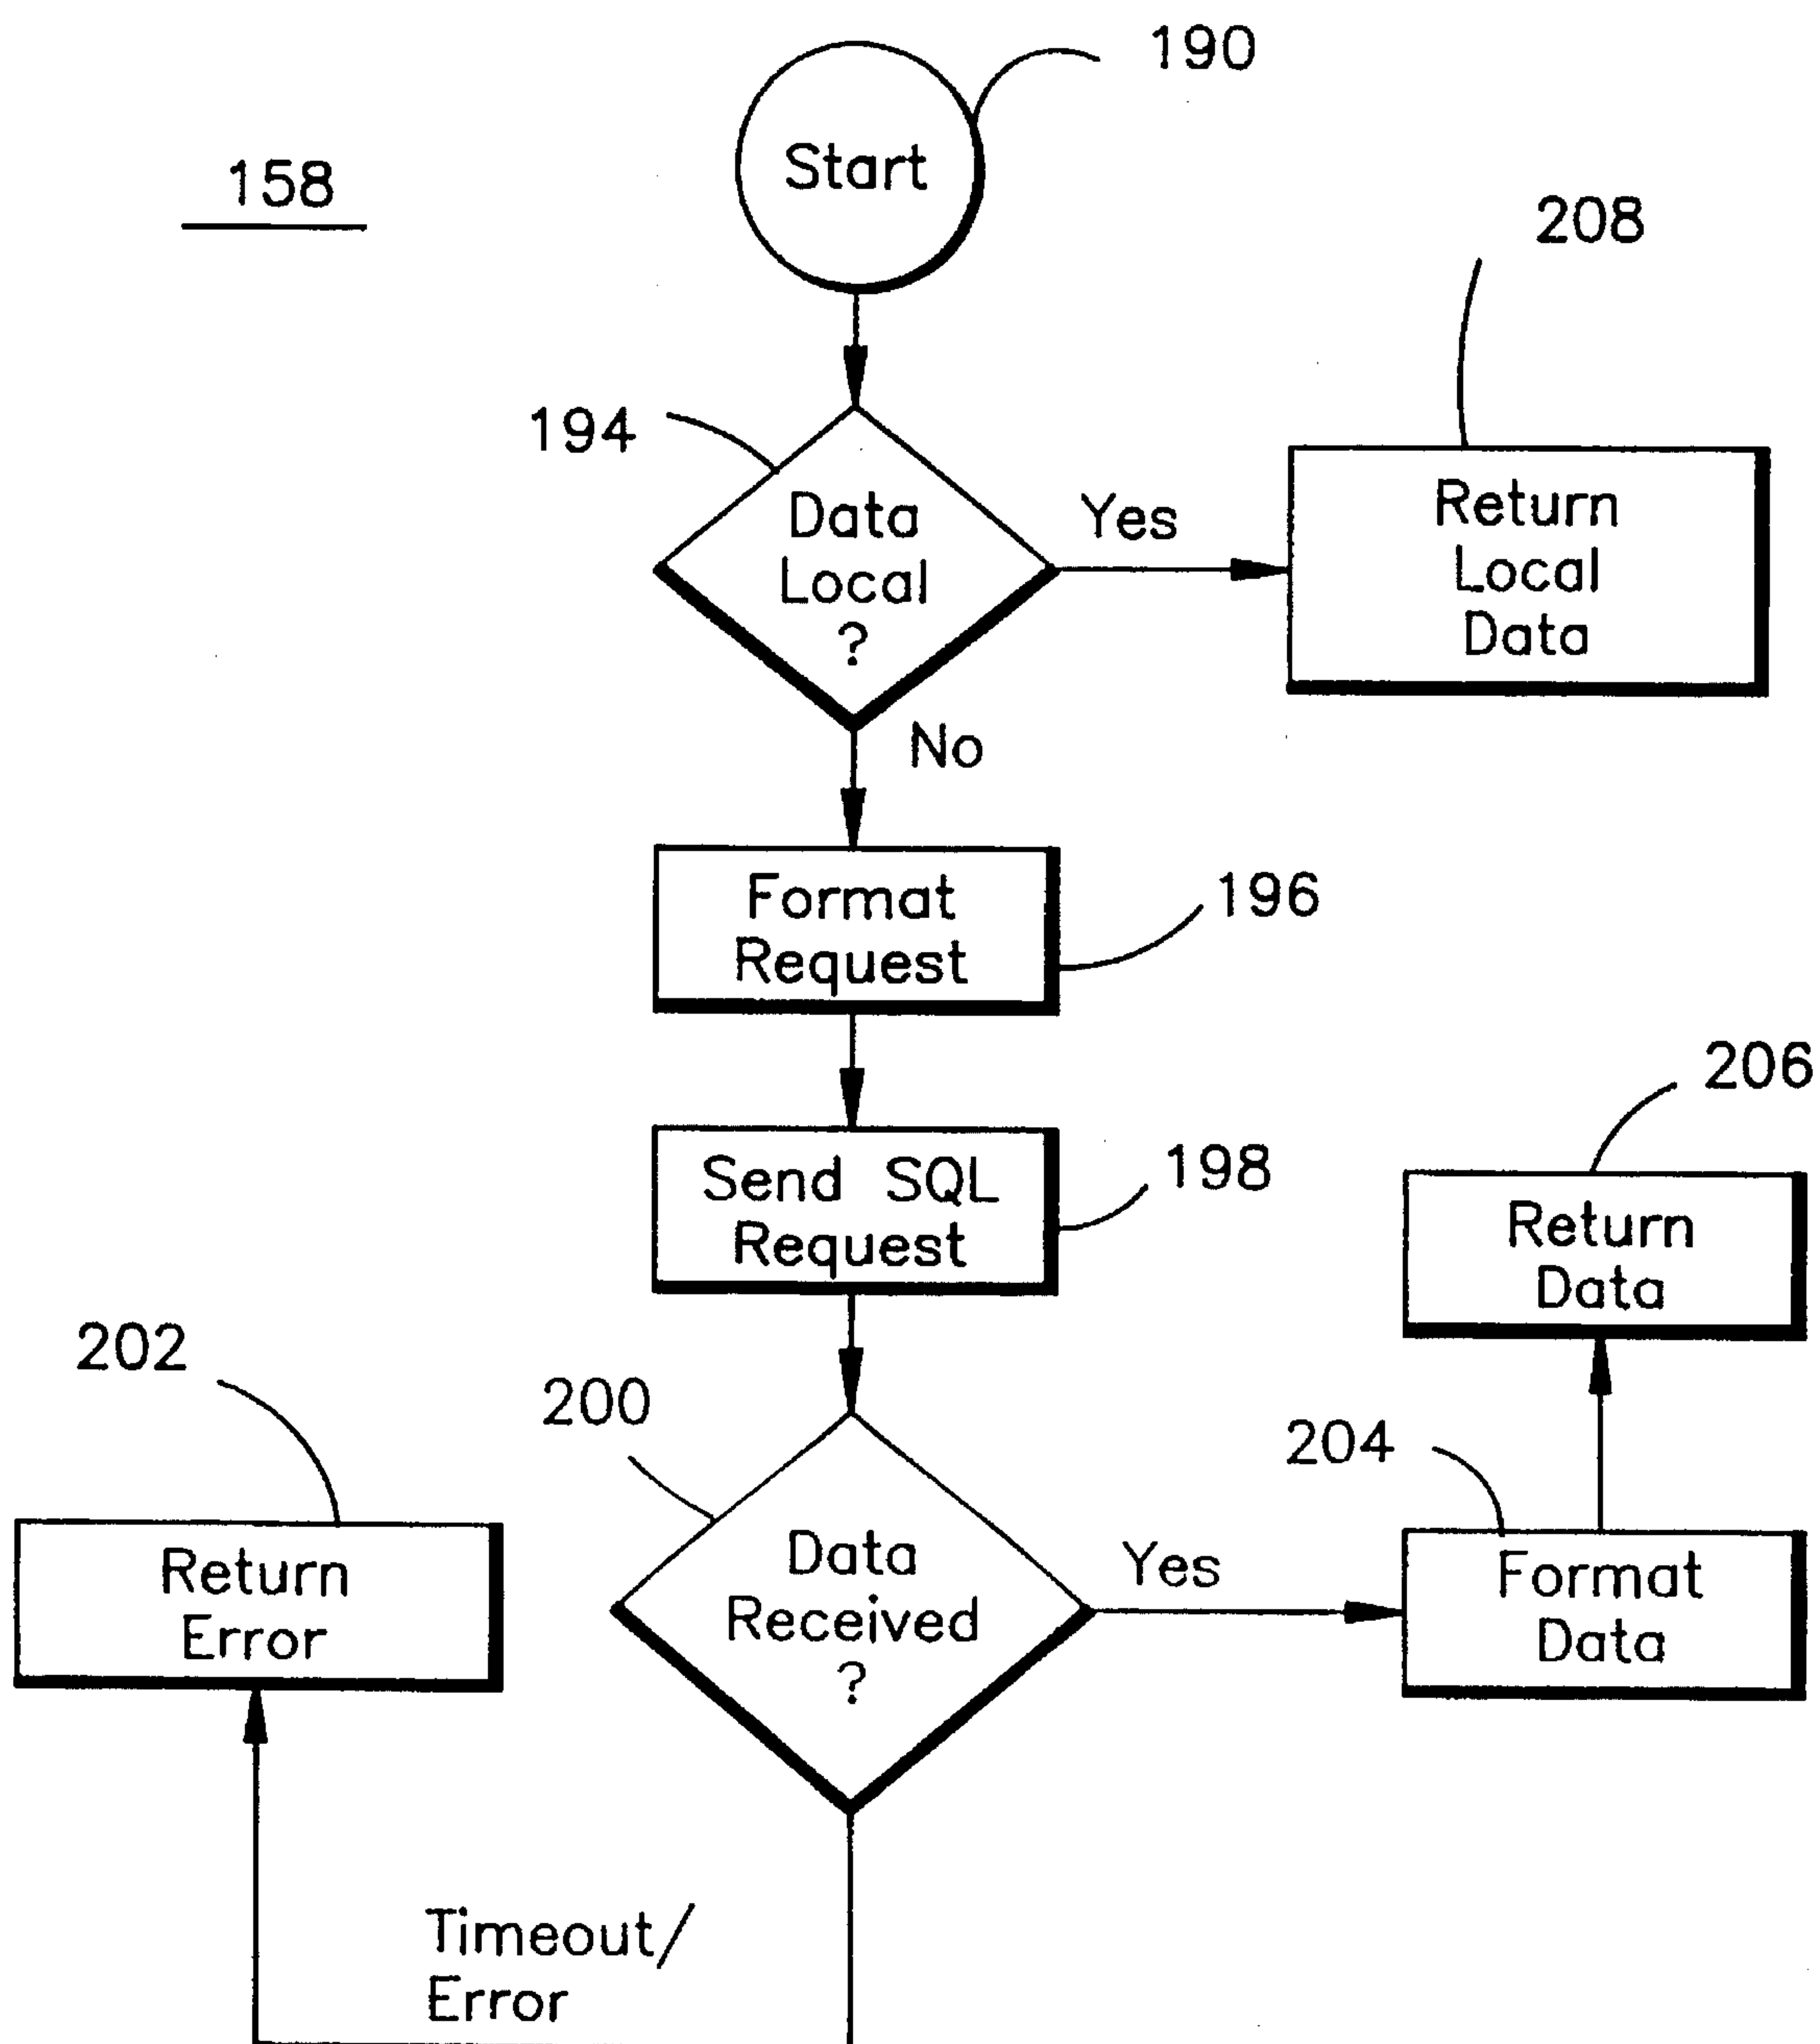 190
Start
158
208
194
Data
Local
?
Yes
Return
Local
Data
No
Format
Request
196
206
Send SQL
Request
198
Return
Data
202
200
204
Return
Error
Data
Received
?
Yes
Format
Data
Timeout/
Error